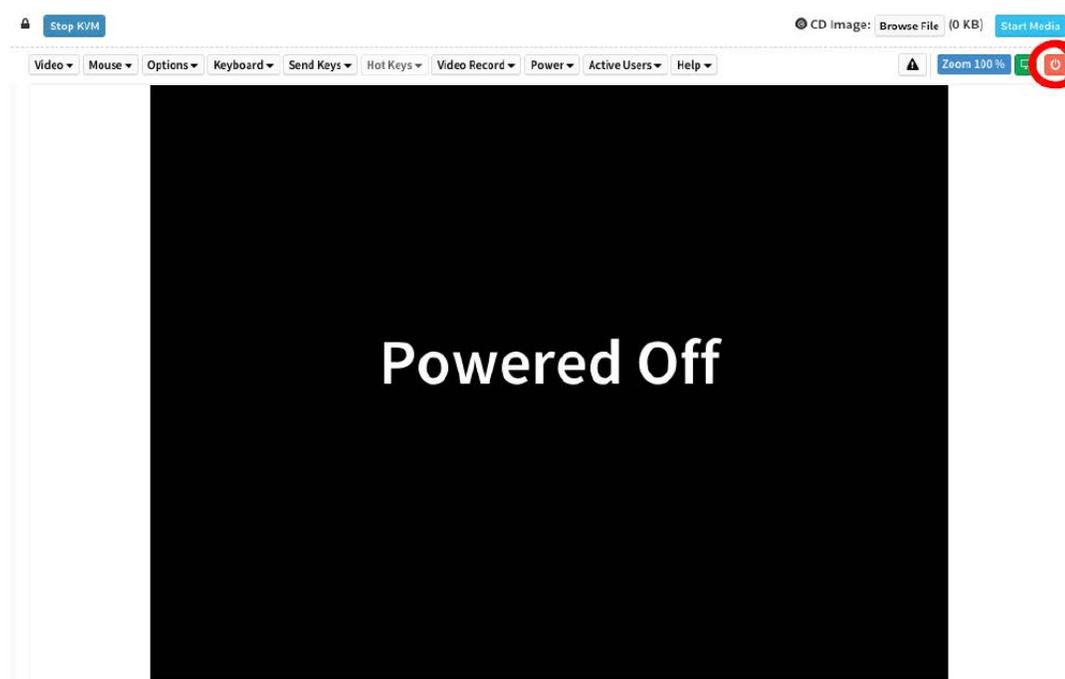 Stop KVM CD Image: Browse File (0 KB) Start Media
Video Mouse Options Keyboard Send Keys Hot Keys Video Record Power Active Users Help Zoom 100 %
Powered Off